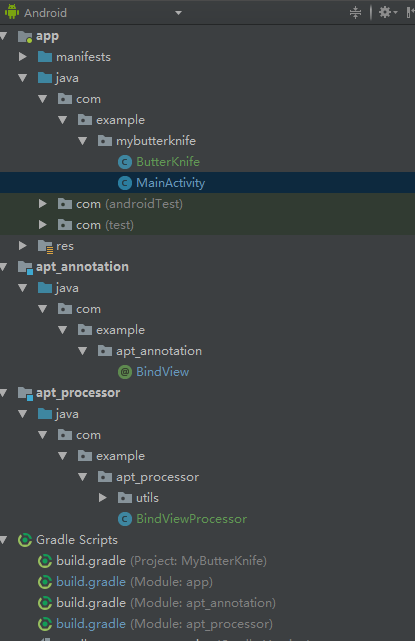 Android
app
manifests
java
com
example
mybutterknife
ButterKnife
MainActivity
com (androidTest)
com (test)
res
apt_annotation
java
com
example
apt_annotation
BindView
apt_processor
java
com
example
apt_processor
utils
BindViewProcessor
Gradle Scripts
build.gradle (Project: MyButterKnife)
build.gradle (Module: app)
build.gradle (Module: apt_annotation)
build.gradle (Module: apt_processor)